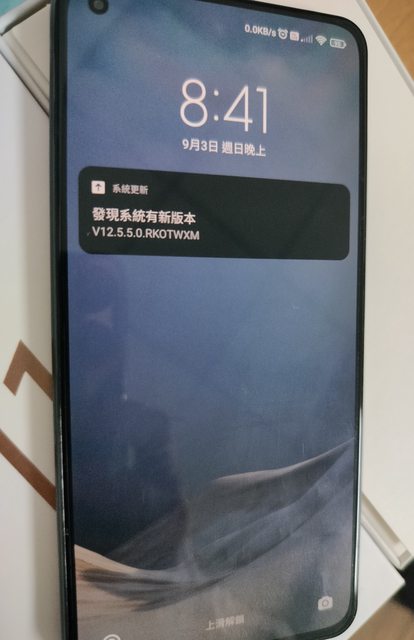 0.0KB/s
8:41
9月3日 週日晚上
系統更新
發現系統有新版本
V12.5.5.0.RKOTWXM
上滑解鎖